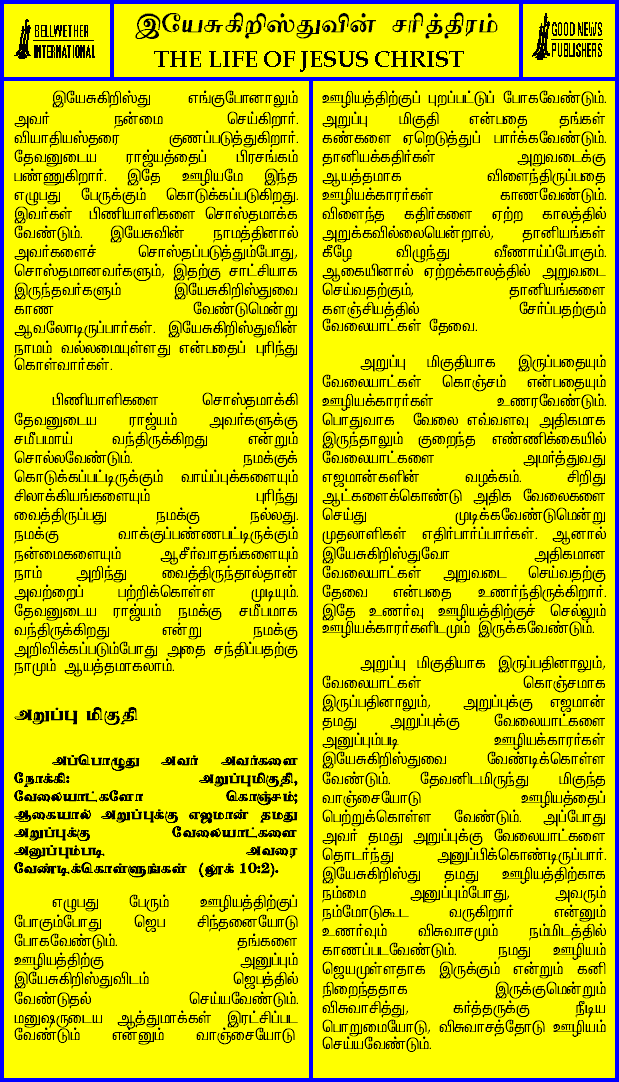 BELLWETHER
INTERNATIONAL
இயேசுகிறிஸ்துவின் சரித்திரம்
THE LIFE OF JESUS CHRIST
GOOD NEWS
PUBLISHERS
இயேசுகிறிஸ்து எங்குபோனாலும்
அவர் நன்மை செய்கிறார்.
வியாதியஸ்தரை குணப்படுத்துகிறார்.
தேவனுடைய ராஜ்யத்தைப் பிரசங்கம்
பண்ணுகிறார். இதே ஊழியமே இந்த
எழுபது பேருக்கும் கொடுக்கப்படுகிறது.
இவர்கள் பிணியாளிகளை சொஸ்தமாக்க
வேண்டும். இயேசுவின் நாமத்தினால்
அவர்களைச் சொஸ்தப்படுத்தும்போது,
சொஸ்தமானவர்களும், இதற்கு சாட்சியாக
இருந்தவர்களும் இயேசுகிறிஸ்துவை
காண வேண்டுமென்று
ஆவலோடிருப்பார்கள். இயேசுகிறிஸ்துவின்
நாமம் வல்லமையுள்ளது என்பதைப் புரிந்து
கொள்வார்கள்.
பிணியாளிகளை சொஸ்தமாக்கி
தேவனுடைய ராஜ்யம் அவர்களுக்கு
சமீபமாய் வந்திருக்கிறது என்றும்
சொல்லவேண்டும். நமக்குக்
கொடுக்கப்பட்டிருக்கும் வாய்ப்புக்களையும்
சிலாக்கியங்களையும் புரிந்து
வைத்திருப்பது நமக்கு நல்லது.
நமக்கு வாக்குப்பண்ணபட்டிருக்கும்
நன்மைகளையும் ஆசீர்வாதங்களையும்
நாம் அறிந்து வைத்திருந்தால்தான்
அவற்றைப் பற்றிக்கொள்ள முடியும்.
தேவனுடைய ராஜ்யம் நமக்கு சமீபமாக
வந்திருக்கிறது என்று நமக்கு
அறிவிக்கப்படும்போது அதை சந்திப்பதற்கு
நாமும் ஆயத்தமாகலாம்.
அறுப்பு மிகுதி
அப்பொழுது அவர் அவர்களை
நோக்கி: அறுப்புமிகுதி,
வேலையாட்களோ கொஞ்சம்;
ஆகையால் அறுப்புக்கு எஜமான் தமது
அறுப்புக்கு வேலையாட்களை
அனுப்பும்படி அவரை
வேண்டிக்கொள்ளுங்கள் (லூக் 10:2).
எழுபது பேரும் ஊழியத்திற்குப்
போகும்போது ஜெப சிந்தனையோடு
போகவேண்டும். தங்களை
ஊழியத்திற்கு அனுப்பும்
இயேசுகிறிஸ்துவிடம் ஜெபத்தில்
வேண்டுதல் செய்யவேண்டும்.
மனுஷருடைய ஆத்துமாக்கள் இரட்சிப்பட
வேண்டும் என்னும் வாஞ்சையோடு
ஊழியத்திற்குப் புறப்பட்டுப் போகவேண்டும்.
அறுப்பு மிகுதி என்பதை தங்கள்
கண்களை ஏறெடுத்துப் பார்க்கவேண்டும்.
தானியக்கதிர்கள் அறுவடைக்கு
ஆயத்தமாக விளைந்திருப்பதை
ஊழியக்காரர்கள் காணவேண்டும்.
விளைந்த கதிர்களை ஏற்ற காலத்தில்
அறுக்கவில்லையென்றால், தானியங்கள்
கீழே விழுந்து வீணாய்ப்போகும்.
ஆகையினால் ஏற்றக்காலத்தில் அறுவடை
செய்வதற்கும், தானியங்களை
களஞ்சியத்தில் சேர்ப்பதற்கும்
வேலையாட்கள் தேவை.
அறுப்பு மிகுதியாக இருப்பதையும்
வேலையாட்கள் கொஞ்சம் என்பதையும்
ஊழியக்காரர்கள் உணரவேண்டும்.
பொதுவாக வேலை எவ்வளவு அதிகமாக
இருந்தாலும் குறைந்த எண்ணிக்கையில்
வேலையாட்களை அமர்த்துவது
எஜமான்களின் வழக்கம். சிறிது
ஆட்களைக்கொண்டு அதிக வேலைகளை
செய்து முடிக்கவேண்டுமென்று
முதலாளிகள் எதிர்பார்ப்பார்கள். ஆனால்
இயேசுகிறிஸ்துவோ அதிகமான
வேலையாட்கள் அறுவடை செய்வதற்கு
தேவை என்பதை உணர்ந்திருக்கிறார்.
இதே உணர்வு ஊழியத்திற்குச் செல்லும்
ஊழியக்காரர்களிடமும் இருக்கவேண்டும்.
அறுப்பு மிகுதியாக இருப்பதினாலும்,
வேலையாட்கள் கொஞ்சமாக
இருப்பதினாலும், அறுப்புக்கு எஜமான்
தமது அறுப்புக்கு வேலையாட்களை
அனுப்பும்படி ஊழியக்காரர்கள்
இயேசுகிறிஸ்துவை வேண்டிக்கொள்ள
வேண்டும். தேவனிடமிருந்து மிகுந்த
வாஞ்சையோடு ஊழியத்தைப்
பெற்றுக்கொள்ள வேண்டும். அப்போது
அவர் தமது அறுப்புக்கு வேலையாட்களை
தொடர்ந்து அனுப்பிக்கொண்டிருப்பார்.
இயேசுகிறிஸ்து தமது ஊழியத்திற்காக
நம்மை அனுப்பும்போது, அவரும்
நம்மோடுகூட வருகிறார் என்னும்
உணர்வும் விசுவாசமும் நம்மிடத்தில்
காணப்படவேண்டும். நமது ஊழியம்
ஜெயமுள்ளதாக இருக்கும் என்றும் கனி
நிறைந்ததாக இருக்குமென்றும்
விசுவாசித்து, கர்த்தருக்கு நீடிய
பொறுமையோடு, விசுவாசத்தோடு ஊழியம்
செய்யவேண்டும்.